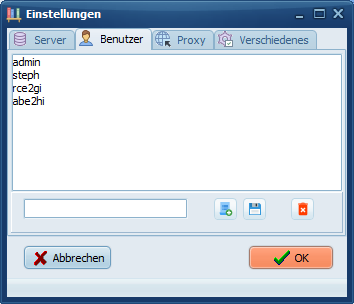 Einstellungen
Server
Benutzer
Proxy
Verschiedenes
admin
steph
rce2gi
abe2hi
Abbrechen
OK